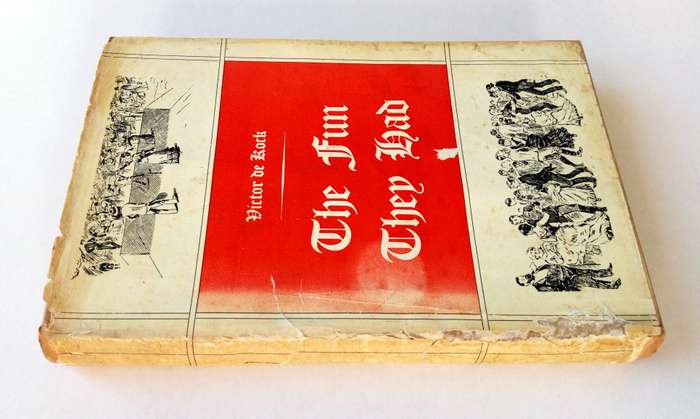 Victor de Kock
The Fun
They Had